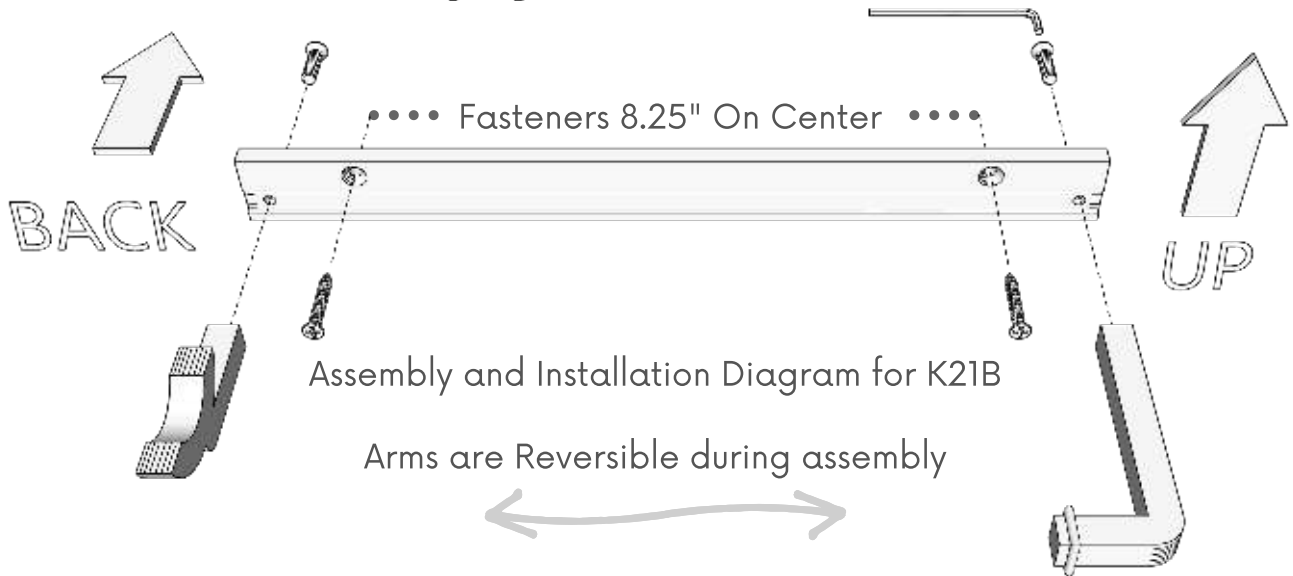 Fasteners 8.25" On Center
BACK
UP
Assembly and Installation Diagram for K21B
Arms are Reversible during assembly